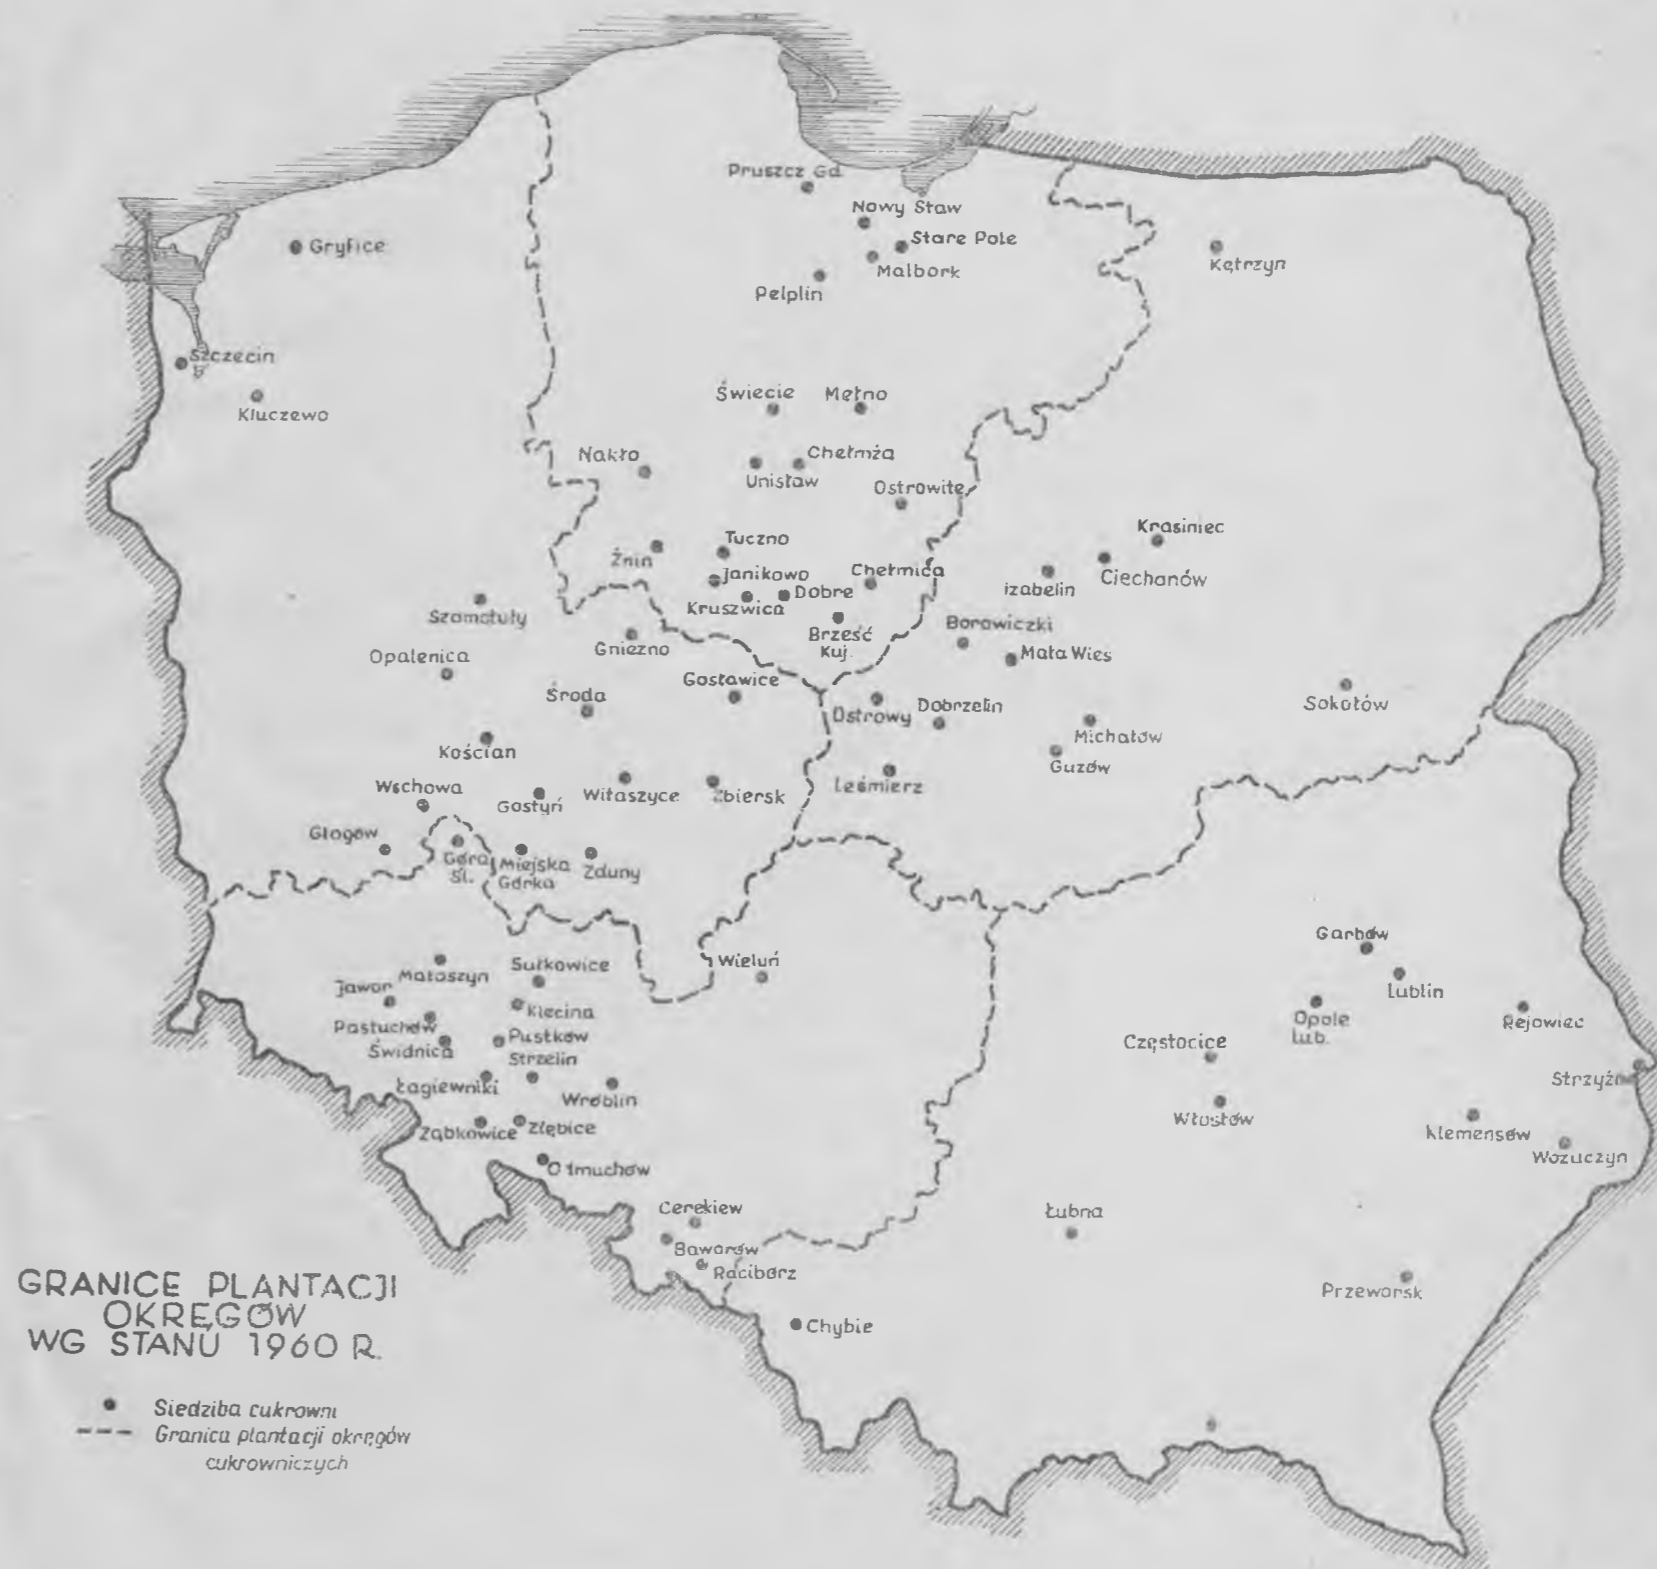 Pruszcz Gd.
Nowy Staw
Stare Pole
Malbork
Pelplin
Gryfice
Kętrzyn
Szczecin
Kluczewo
Świecie
Mełno
Nakło
Chełmża
Unisław
Ostrowite
Krasiniec
Tuczno
Żnin
Janikowo
Chełmica
Izabelin
Ciechanów
Kruszwica
Dobre
Szamotuły
Brześć
Kuj.
Borowiczki
Gniezno
Mała Wieś
Opalenica
Gosławice
Środa
Ostrowy
Dobrzelin
Sokołów
Kościan
Michałów
Guzów
Wschowa
Gostyń
Witaszyce
Zbiersk
Leśmierz
Głogów
Góra
Śl.
Miejska
Górka
Zduny
Garbów
Małoszyn
Sułkowice
Wieluń
Jawor
Klecina
Lublin
Pastuchów
Pustków
Opole
Lub.
Rejowiec
Świdnica
Strzelin
Częstocice
Łagiewniki
Wróblin
Strzyżów
Włostów
Ząbkowice
Ziębice
Klemensów
Wożuczyn
Otmuchów
Cerekiew
Łubna
Baworów
Racibórz
Przeworsk
Chybie
GRANICE PLANTACJI
OKRĘGÓW
WG STANU 1960 R.
Siedziba cukrowni
Granica plantacji okręgów
cukrowniczych